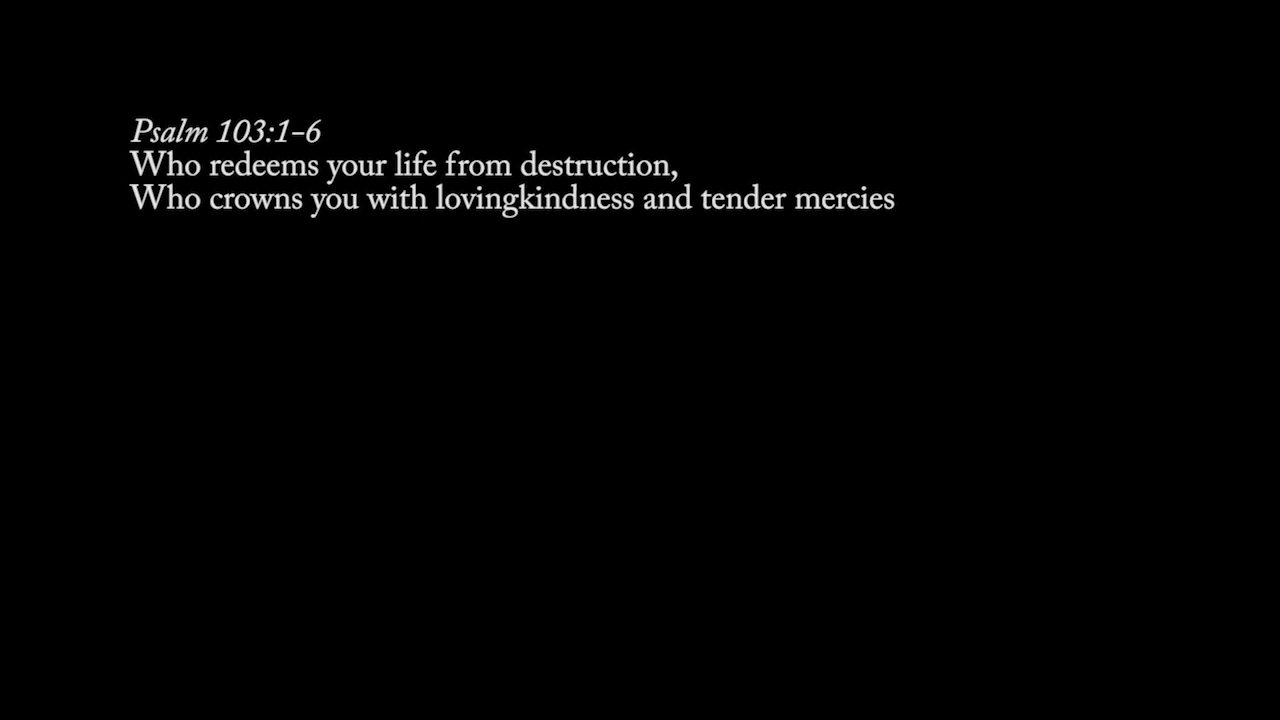 Psalm 103:1-6
Who redeems your life from destruction,
Who crowns you with lovingkindness and tender mercies